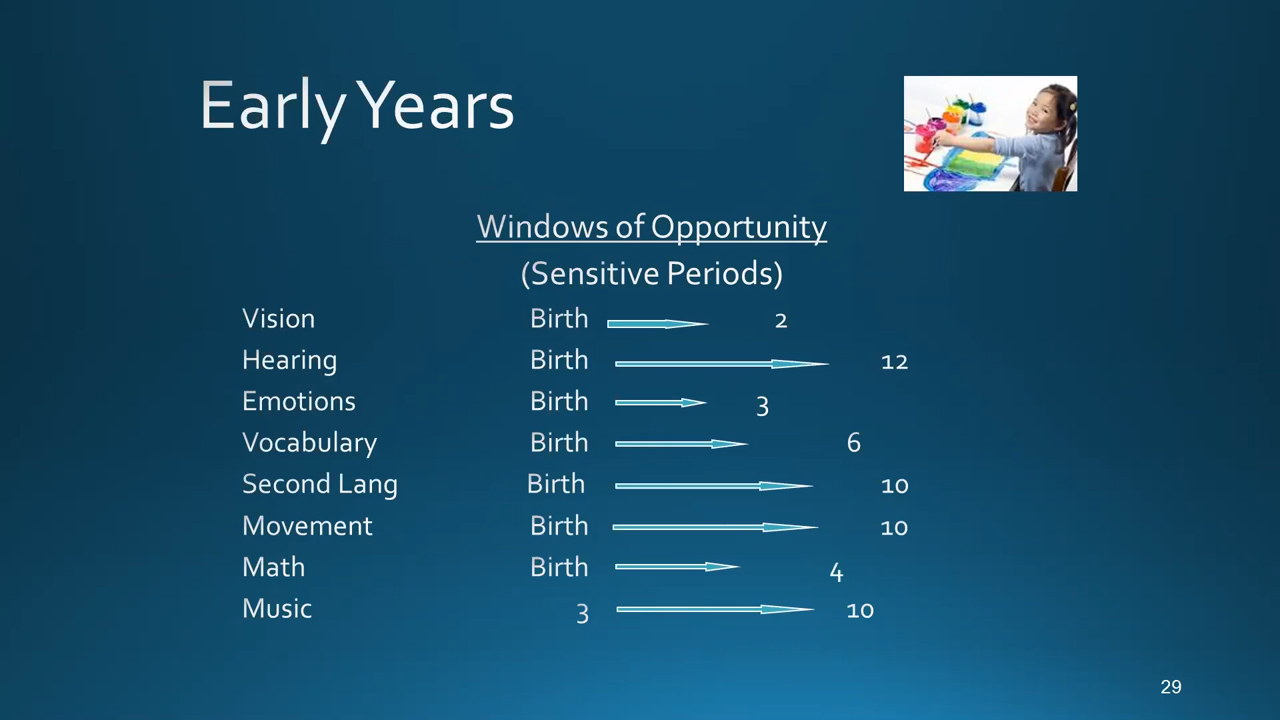 Early Years
Windows of Opportunity
(Sensitive Periods)
Vision Birth 2
Hearing Birth 12
Emotions Birth 3
Vocabulary Birth 6
Second Lang Birth 10
Movement Birth 10
Math Birth 4
Music 3 10
29